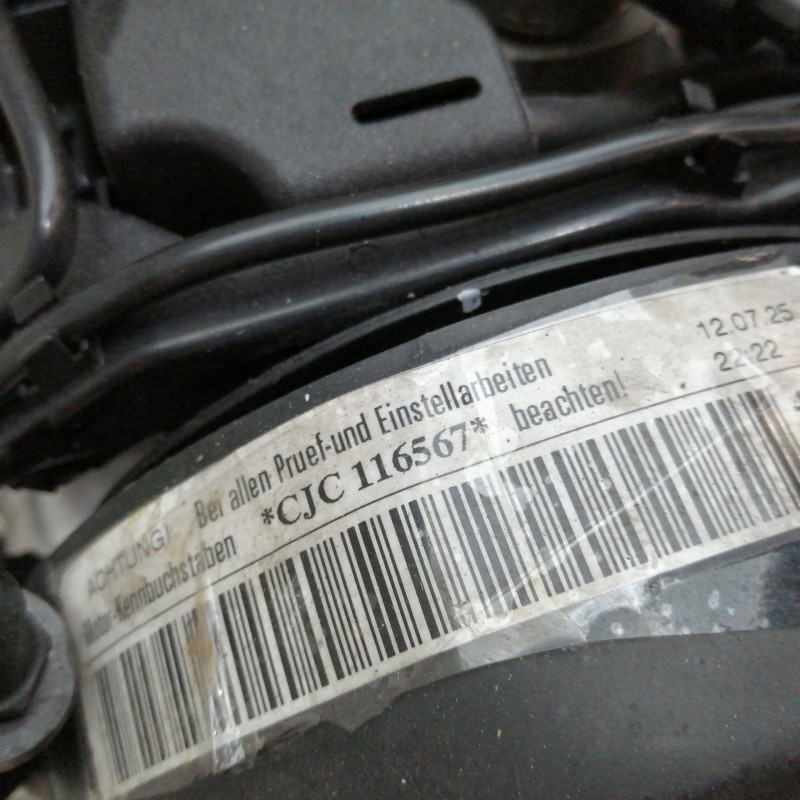 ACHTUNG! Bei allen Pruef-und Einstellarbeiten 12.07.25
Motor-Kennbuchstaben *CJC 116567* beachten! 22:22